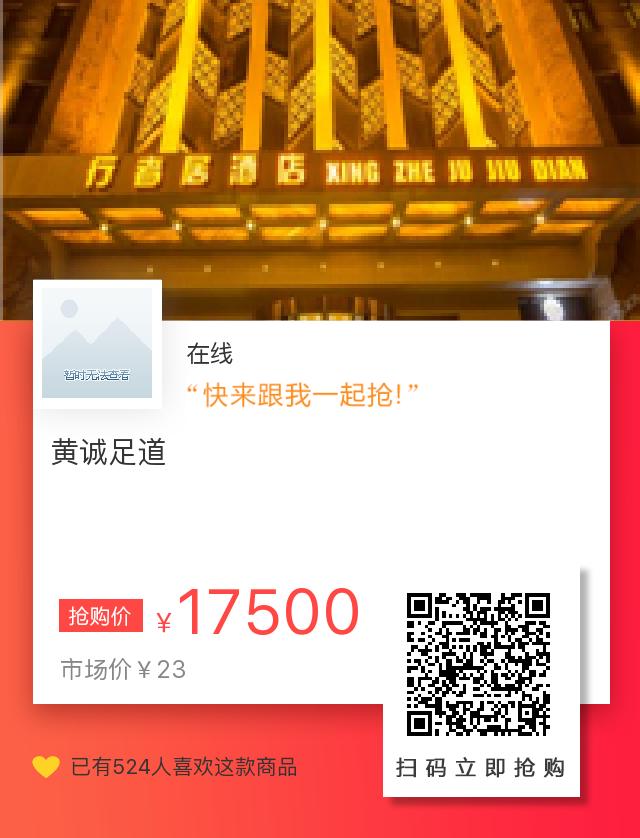 行者居酒店 XING ZHE JU JIU DIAN
暂时无法查看
在线
“快来跟我一起抢!”
黄诚足道
抢购价 ¥17500
市场价¥23
已有524人喜欢这款商品
扫码立即抢购